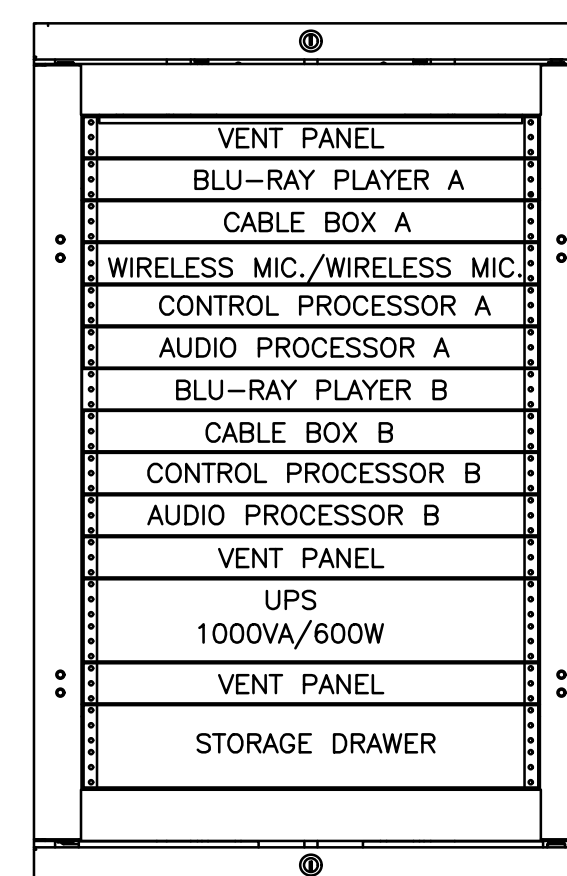 VENT PANEL
BLU-RAY PLAYER A
CABLE BOX A
WIRELESS MIC./WIRELESS MIC.
CONTROL PROCESSOR A
AUDIO PROCESSOR A
BLU-RAY PLAYER B
CABLE BOX B
CONTROL PROCESSOR B
AUDIO PROCESSOR B
VENT PANEL
UPS
1000VA/600W
VENT PANEL
STORAGE DRAWER